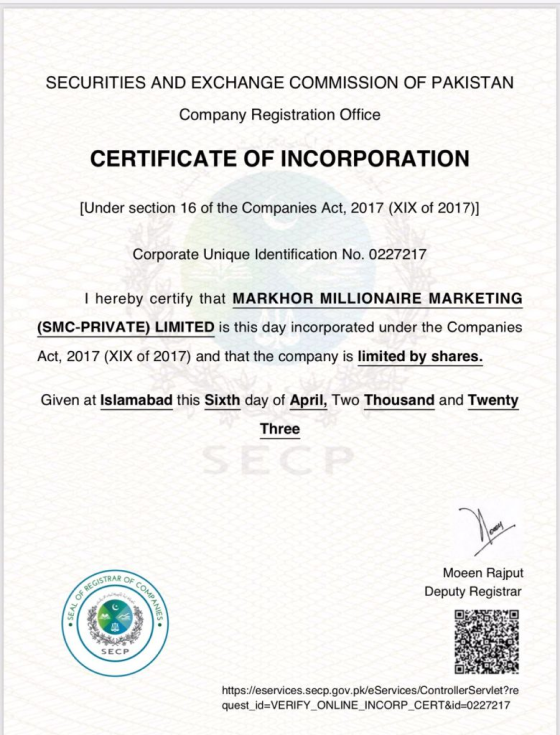 SECURITIES AND EXCHANGE COMMISSION OF PAKISTAN
Company Registration Office
CERTIFICATE OF INCORPORATION
[Under section 16 of the Companies Act, 2017 (XIX of 2017)]
Corporate Unique Identification No. 0227217
I hereby certify that MARKHOR MILLIONAIRE MARKETING
(SMC-PRIVATE) LIMITED is this day incorporated under the Companies
Act, 2017 (XIX of 2017) and that the company is limited by shares.
Given at Islamabad this Sixth day of April, Two Thousand and Twenty
Three
SECP
Moeen Rajput
Deputy Registrar
SEAL OF REGISTRAR OF COMPANIES
SECP
https://eservices.secp.gov.pk/eServices/ControllerServlet?re
quest_id=VERIFY_ONLINE_INCORP_CERT&id=0227217